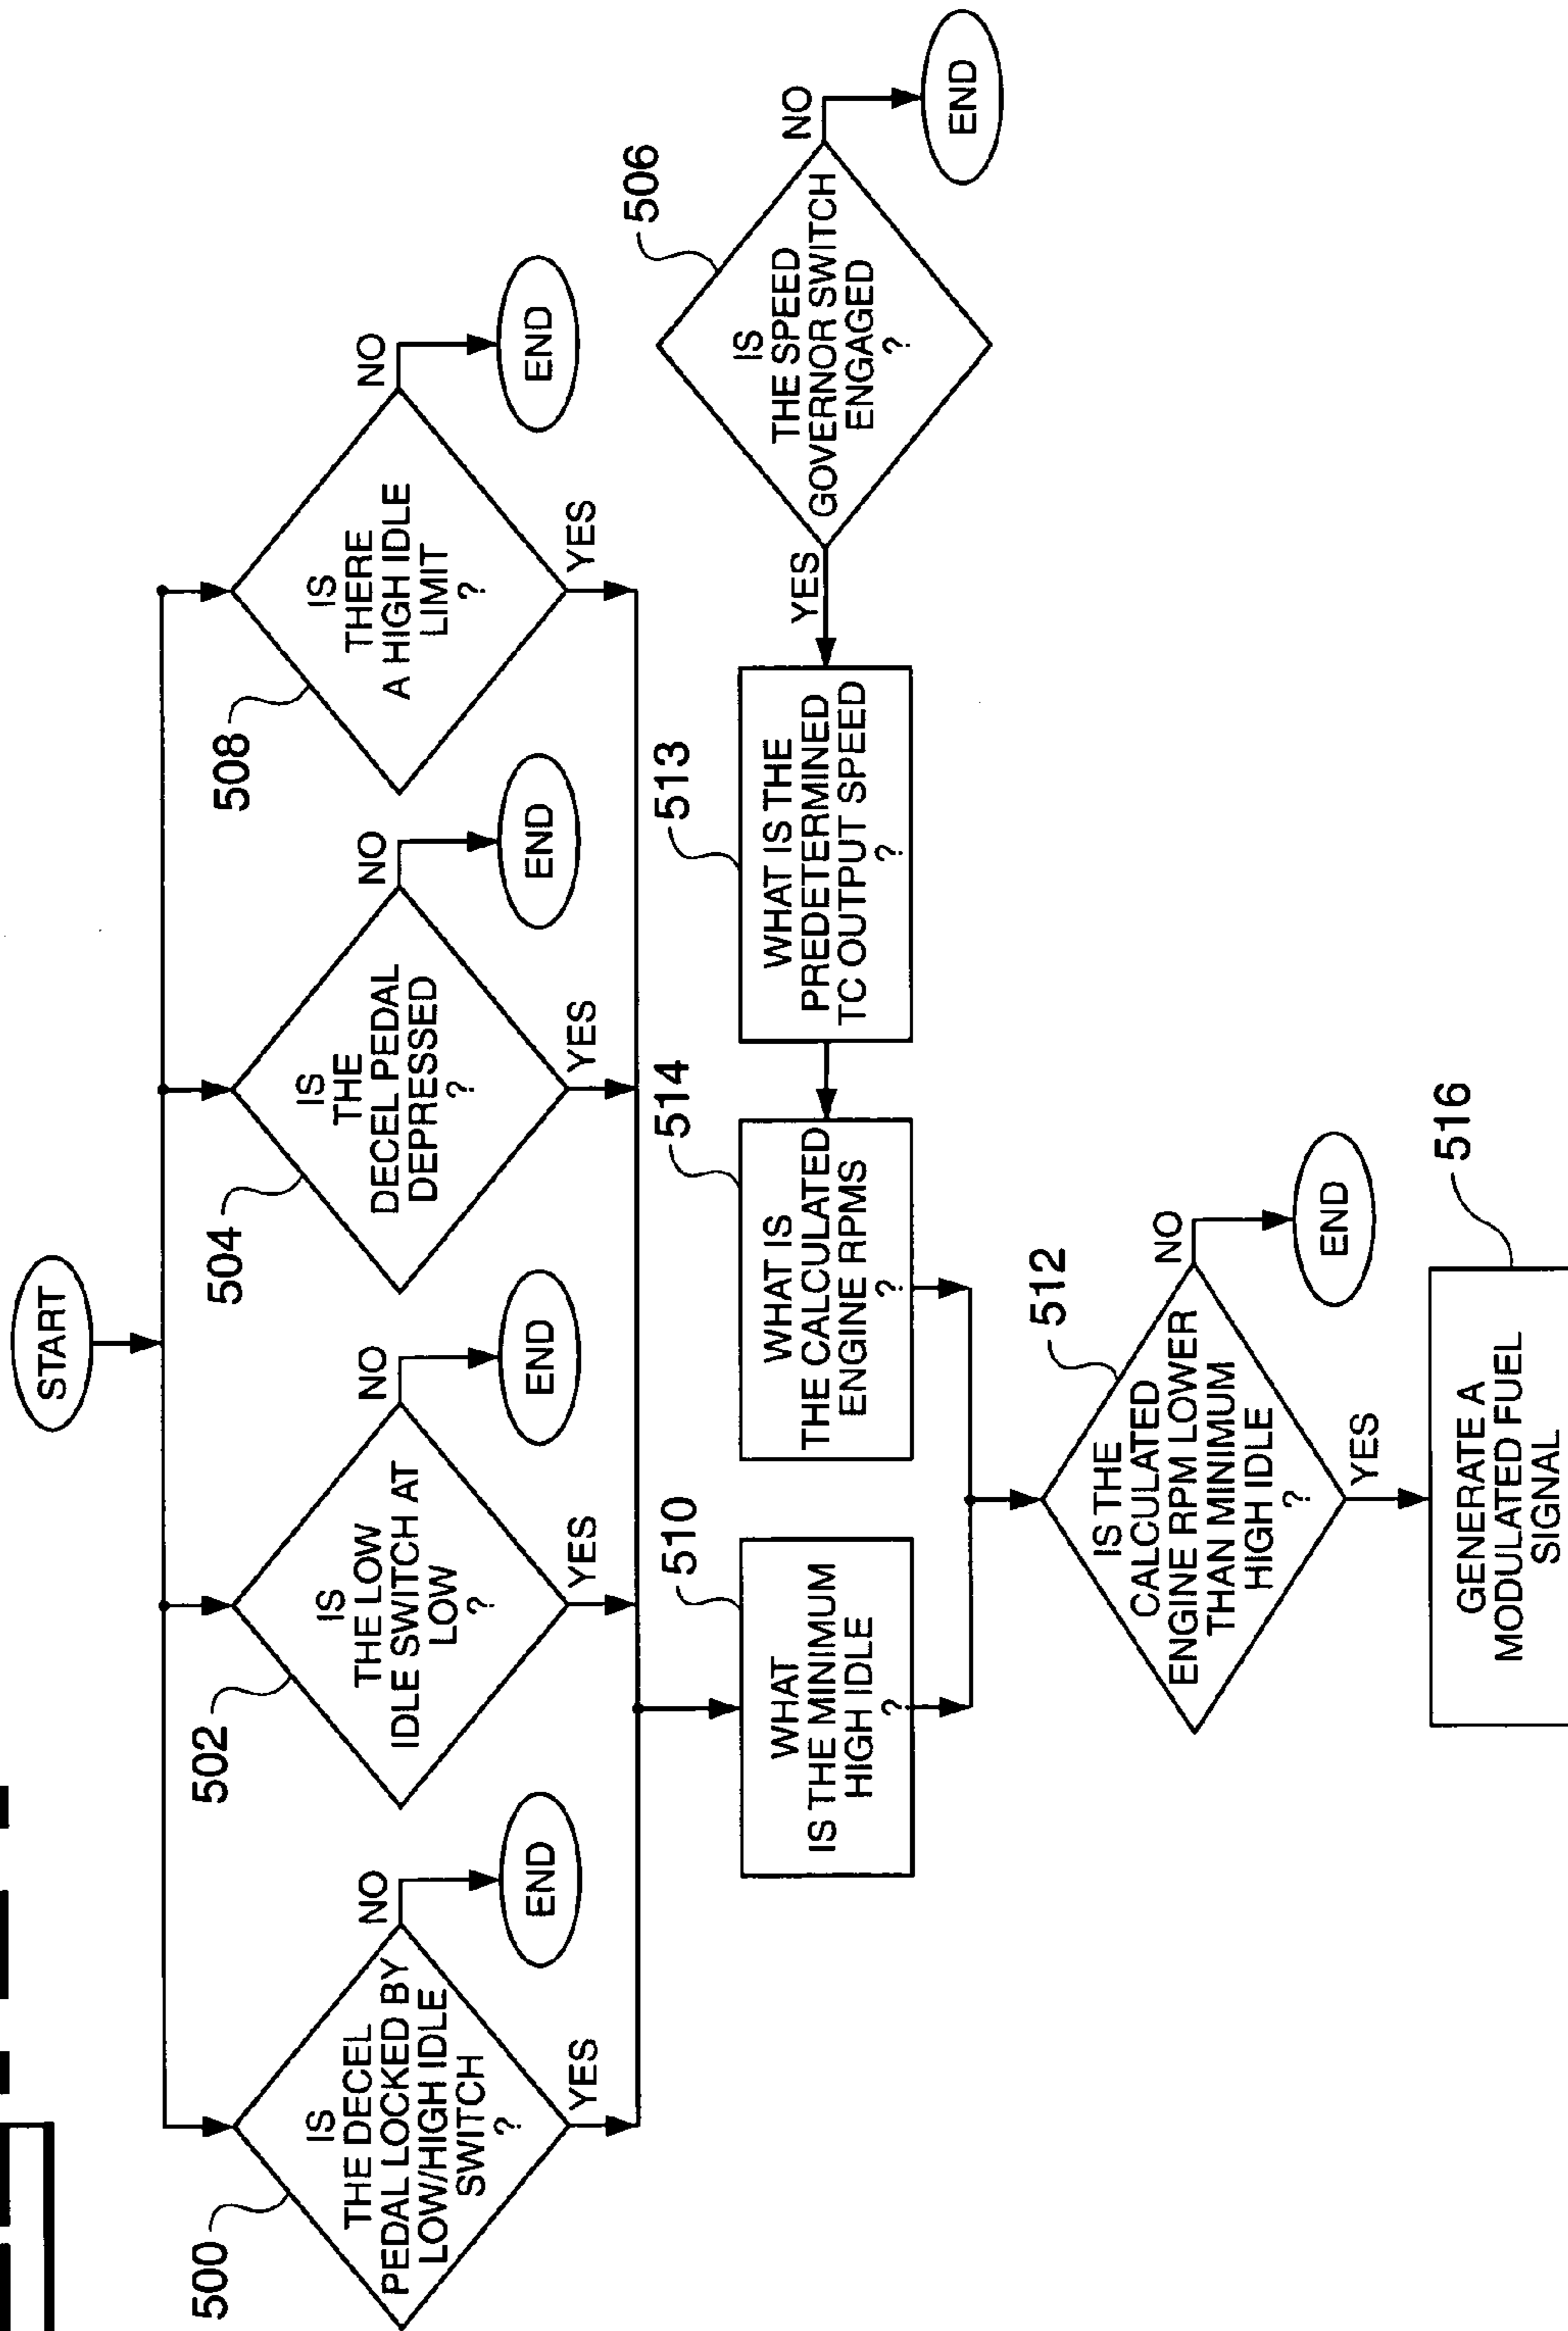 START
500
IS
THE DECEL
PEDAL LOCKED BY
LOW/HIGH IDLE
SWITCH
?
NO
END
YES
502
IS
THE LOW
IDLE SWITCH AT
LOW
?
NO
END
YES
504
IS
THE
DECEL PEDAL
DEPRESSED
?
NO
END
YES
508
IS
THERE
A HIGH IDLE
LIMIT
?
NO
END
YES
510
WHAT
IS THE MINIMUM
HIGH IDLE
?
514
WHAT IS
THE CALCULATED
ENGINE RPMS
?
513
WHAT IS THE
PREDETERMINED
TC OUTPUT SPEED
?
YES
506
IS
THE SPEED
GOVERNOR SWITCH
ENGAGED
?
NO
END
512
IS THE
CALCULATED
ENGINE RPM LOWER
THAN MINIMUM
HIGH IDLE
?
NO
END
YES
516
GENERATE A
MODULATED FUEL
SIGNAL